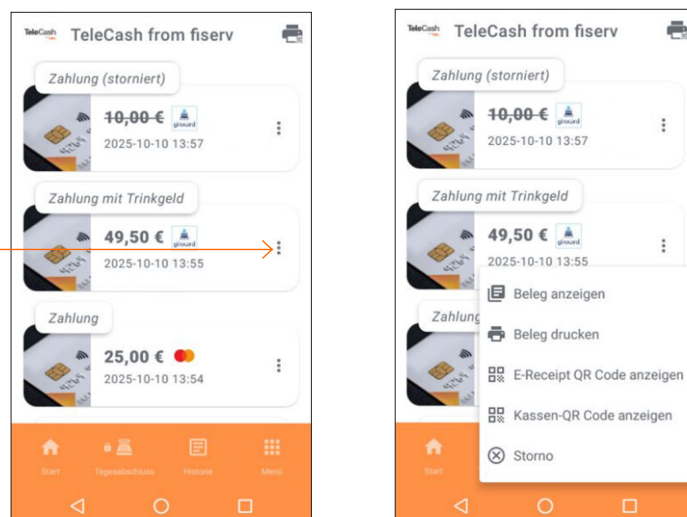 TeleCash TeleCash from fiserv
Zahlung (storniert)
10,00 € girocard
2025-10-10 13:57
Zahlung mit Trinkgeld
49,50 € girocard
2025-10-10 13:55
Zahlung
25,00 €
2025-10-10 13:54
Start Tagesabschluss Historie Menü
TeleCash TeleCash from fiserv
Zahlung (storniert)
10,00 € girocard
2025-10-10 13:57
Zahlung mit Trinkgeld
49,50 € girocard
2025-10-10 13:55
Zahlung
Beleg anzeigen
Beleg drucken
E-Receipt QR Code anzeigen
Kassen-QR Code anzeigen
Storno
Start